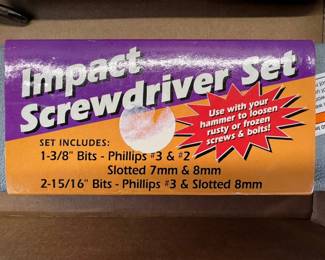 Impact
Screwdriver Set
Use with your
hammer to loosen
rusty or frozen
screws & bolts!
SET INCLUDES:
1-3/8" Bits - Phillips #3 & #2
Slotted 7mm & 8mm
2-15/16" Bits - Phillips #3 & Slotted 8mm